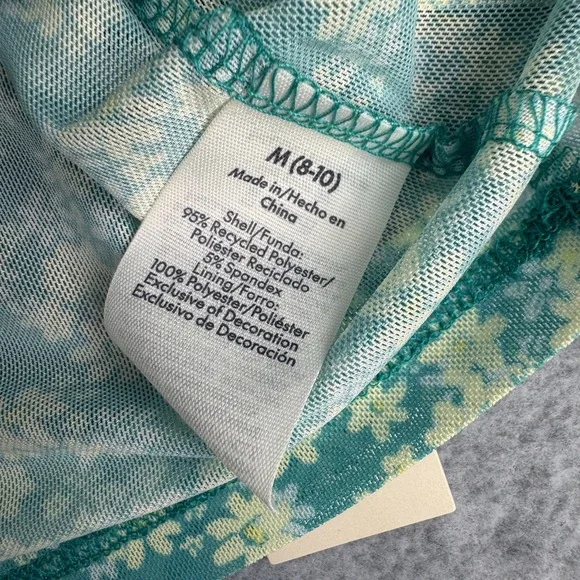 M (8-10)
Made in/Hecho en
China
Shell/Funda:
95% Recycled Polyester/
Poliéster Reciclado
5% Spandex
Lining/Forro:
100% Polyester/Poliéster
Exclusive of Decoration
Exclusivo de Decoración